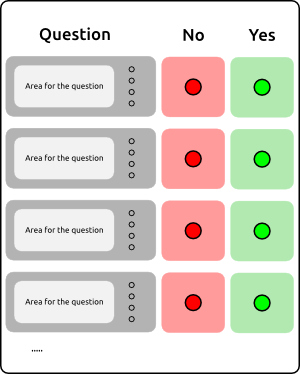 Question No Yes
Area for the question
Area for the question
Area for the question
Area for the question
.....